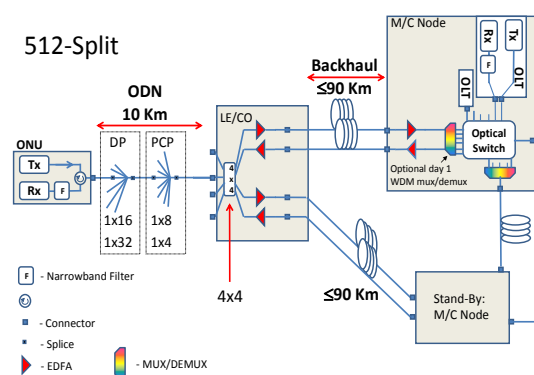 512-Split
M/C Node
Rx
Tx
F
OLT
OLT
Backhaul
≤90 Km
ODN
10 Km
LE/CO
DP
PCP
ONU
Tx
Rx
F
4x4
Optical
Switch
Optional day 1
WDM mux/demux
1x16
1x8
1x32
1x4
F
- Narrowband Filter
4x4
≤90 Km
Stand-By:
M/C Node
- Connector
- Splice
- EDFA
- MUX/DEMUX